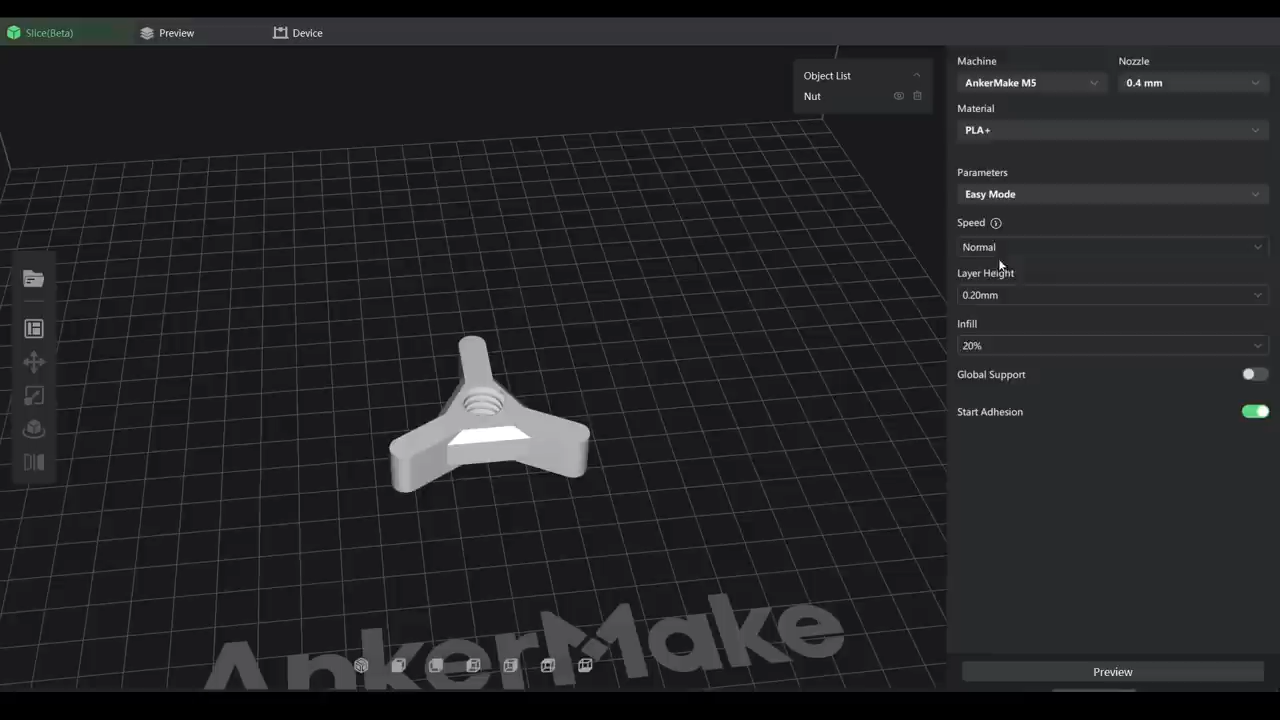 Slice(Beta)
Preview
Device
Object List
Nut
Machine
Nozzle
AnkerMake M5
0.4 mm
Material
PLA+
Parameters
Easy Mode
Speed
Normal
Layer Height
0.20mm
Infill
20%
Global Support
Start Adhesion
AnkerMake
Preview